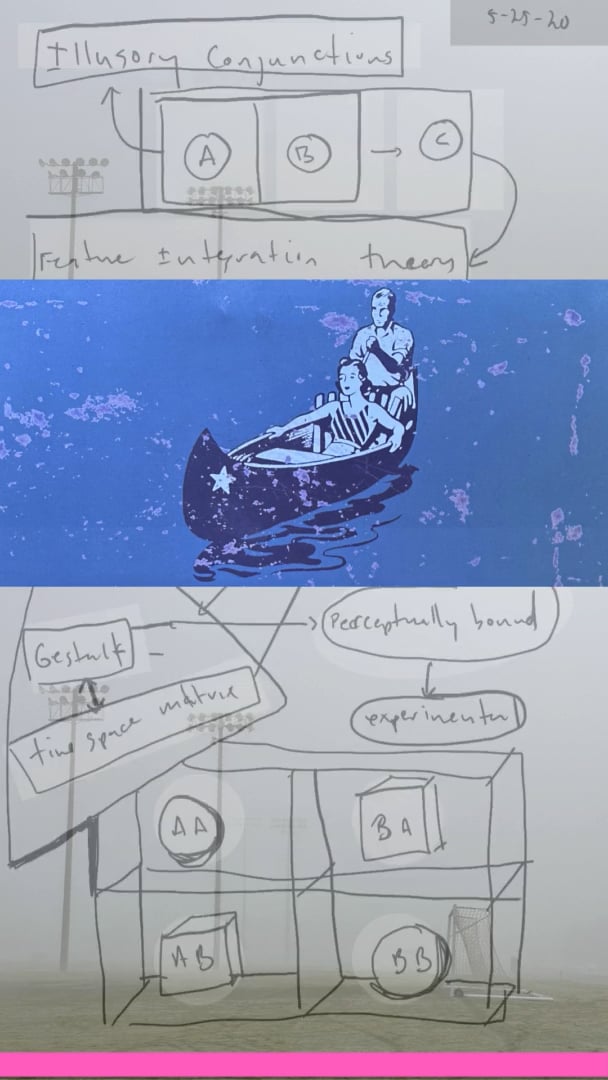 5-25-20
Illusory Conjunctions
A B C
Feature Integration theory
Perceptually bound
Gestalt
time space matrix
experimental
AA BA
AB BB